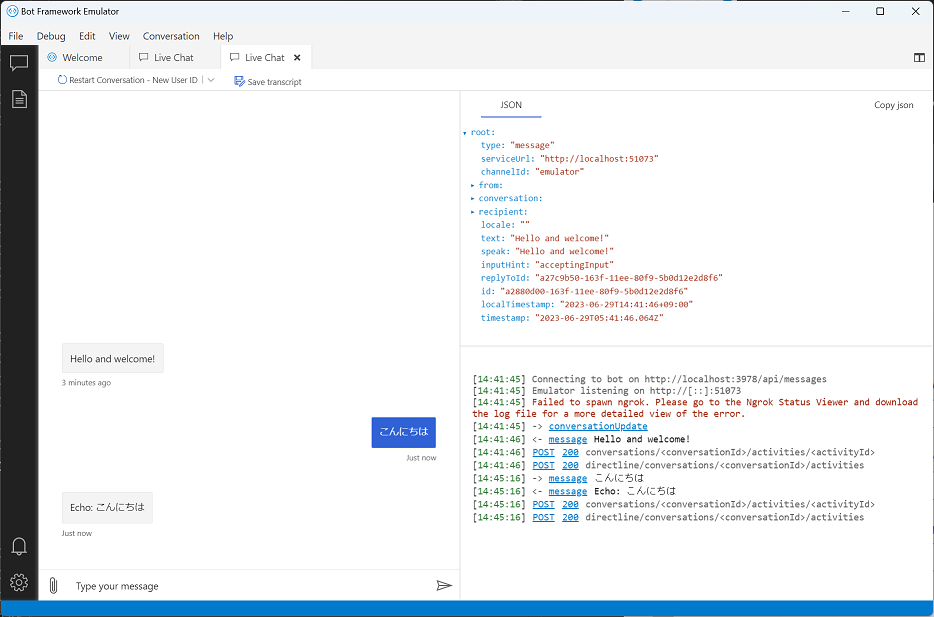 Bot Framework Emulator
File Debug Edit View Conversation Help
Welcome Live Chat Live Chat
Restart Conversation - New User ID Save transcript
Hello and welcome!
3 minutes ago
こんにちは
Just now
Echo: こんにちは
Just now
Type your message
JSON Copy json
root:
type: "message"
serviceUrl: "http://localhost:51073"
channelId: "emulator"
from:
conversation:
recipient:
locale: ""
text: "Hello and welcome!"
speak: "Hello and welcome!"
inputHint: "acceptingInput"
replyToId: "a27c9b50-163f-11ee-80f9-5b0d12e2d8f6"
id: "a2880d00-163f-11ee-80f9-5b0d12e2d8f6"
localTimestamp: "2023-06-29T14:41:46+09:00"
timestamp: "2023-06-29T05:41:46.064Z"
[14:41:45] Connecting to bot on http://localhost:3978/api/messages
[14:41:45] Emulator listening on http://[::]:51073
[14:41:45] Failed to spawn ngrok. Please go to the Ngrok Status Viewer and download
the log file for a more detailed view of the error.
[14:41:45] -> conversationUpdate
[14:41:46] <- message Hello and welcome!
[14:41:46] POST 200 conversations/<conversationId>/activities/<activityId>
[14:41:46] POST 200 directline/conversations/<conversationId>/activities
[14:45:16] -> message こんにちは
[14:45:16] <- message Echo: こんにちは
[14:45:16] POST 200 conversations/<conversationId>/activities/<activityId>
[14:45:16] POST 200 directline/conversations/<conversationId>/activities